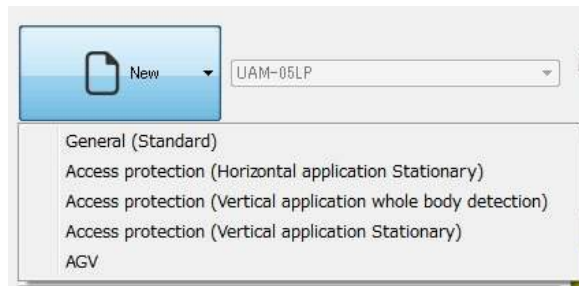 New
UAM-05LP
General (Standard)
Access protection (Horizontal application Stationary)
Access protection (Vertical application whole body detection)
Access protection (Vertical application Stationary)
AGV